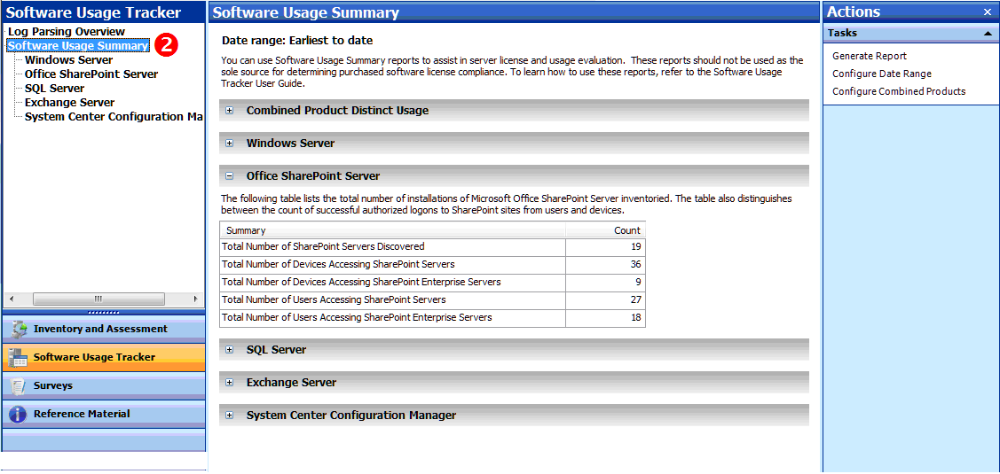 Software Usage Tracker
Log Parsing Overview
Software Usage Summary 2
Windows Server
Office SharePoint Server
SQL Server
Exchange Server
System Center Configuration Ma
Inventory and Assessment
Software Usage Tracker
Surveys
Reference Material
Software Usage Summary
Date range: Earliest to date
You can use Software Usage Summary reports to assist in server license and usage evaluation. These reports should not be used as the
sole source for determining purchased software license compliance. To learn how to use these reports, refer to the Software Usage
Tracker User Guide.
Combined Product Distinct Usage
Windows Server
Office SharePoint Server
The following table lists the total number of installations of Microsoft Office SharePoint Server inventoried. The table also distinguishes
between the count of successful authorized logons to SharePoint sites from users and devices.
Summary Count
Total Number of SharePoint Servers Discovered 19
Total Number of Devices Accessing SharePoint Servers 36
Total Number of Devices Accessing SharePoint Enterprise Servers 9
Total Number of Users Accessing SharePoint Servers 27
Total Number of Users Accessing SharePoint Enterprise Servers 18
SQL Server
Exchange Server
System Center Configuration Manager
Actions
Tasks
Generate Report
Configure Date Range
Configure Combined Products